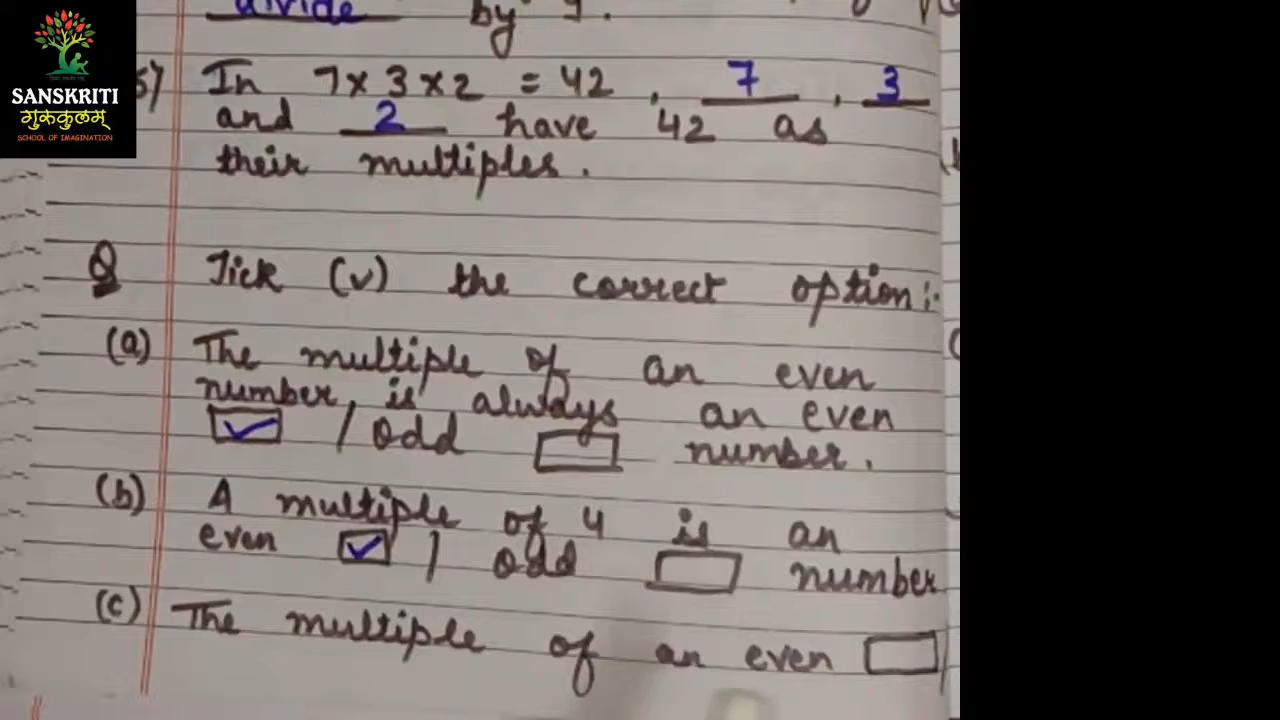 SANSKRITI
गुरुकुलम्
SCHOOL OF IMAGINATION
divide by 9.
5) In 7x 3 x 2 = 42 , 7 , 3
and 2 have 42 as
their multiples.
Q Tick (v) the correct option:-
(a) The multiple of an even
number is always an even
✓ / Odd number.
(b) A multiple of 4 is an
even ✓ / Odd number
(c) The multiple of an even